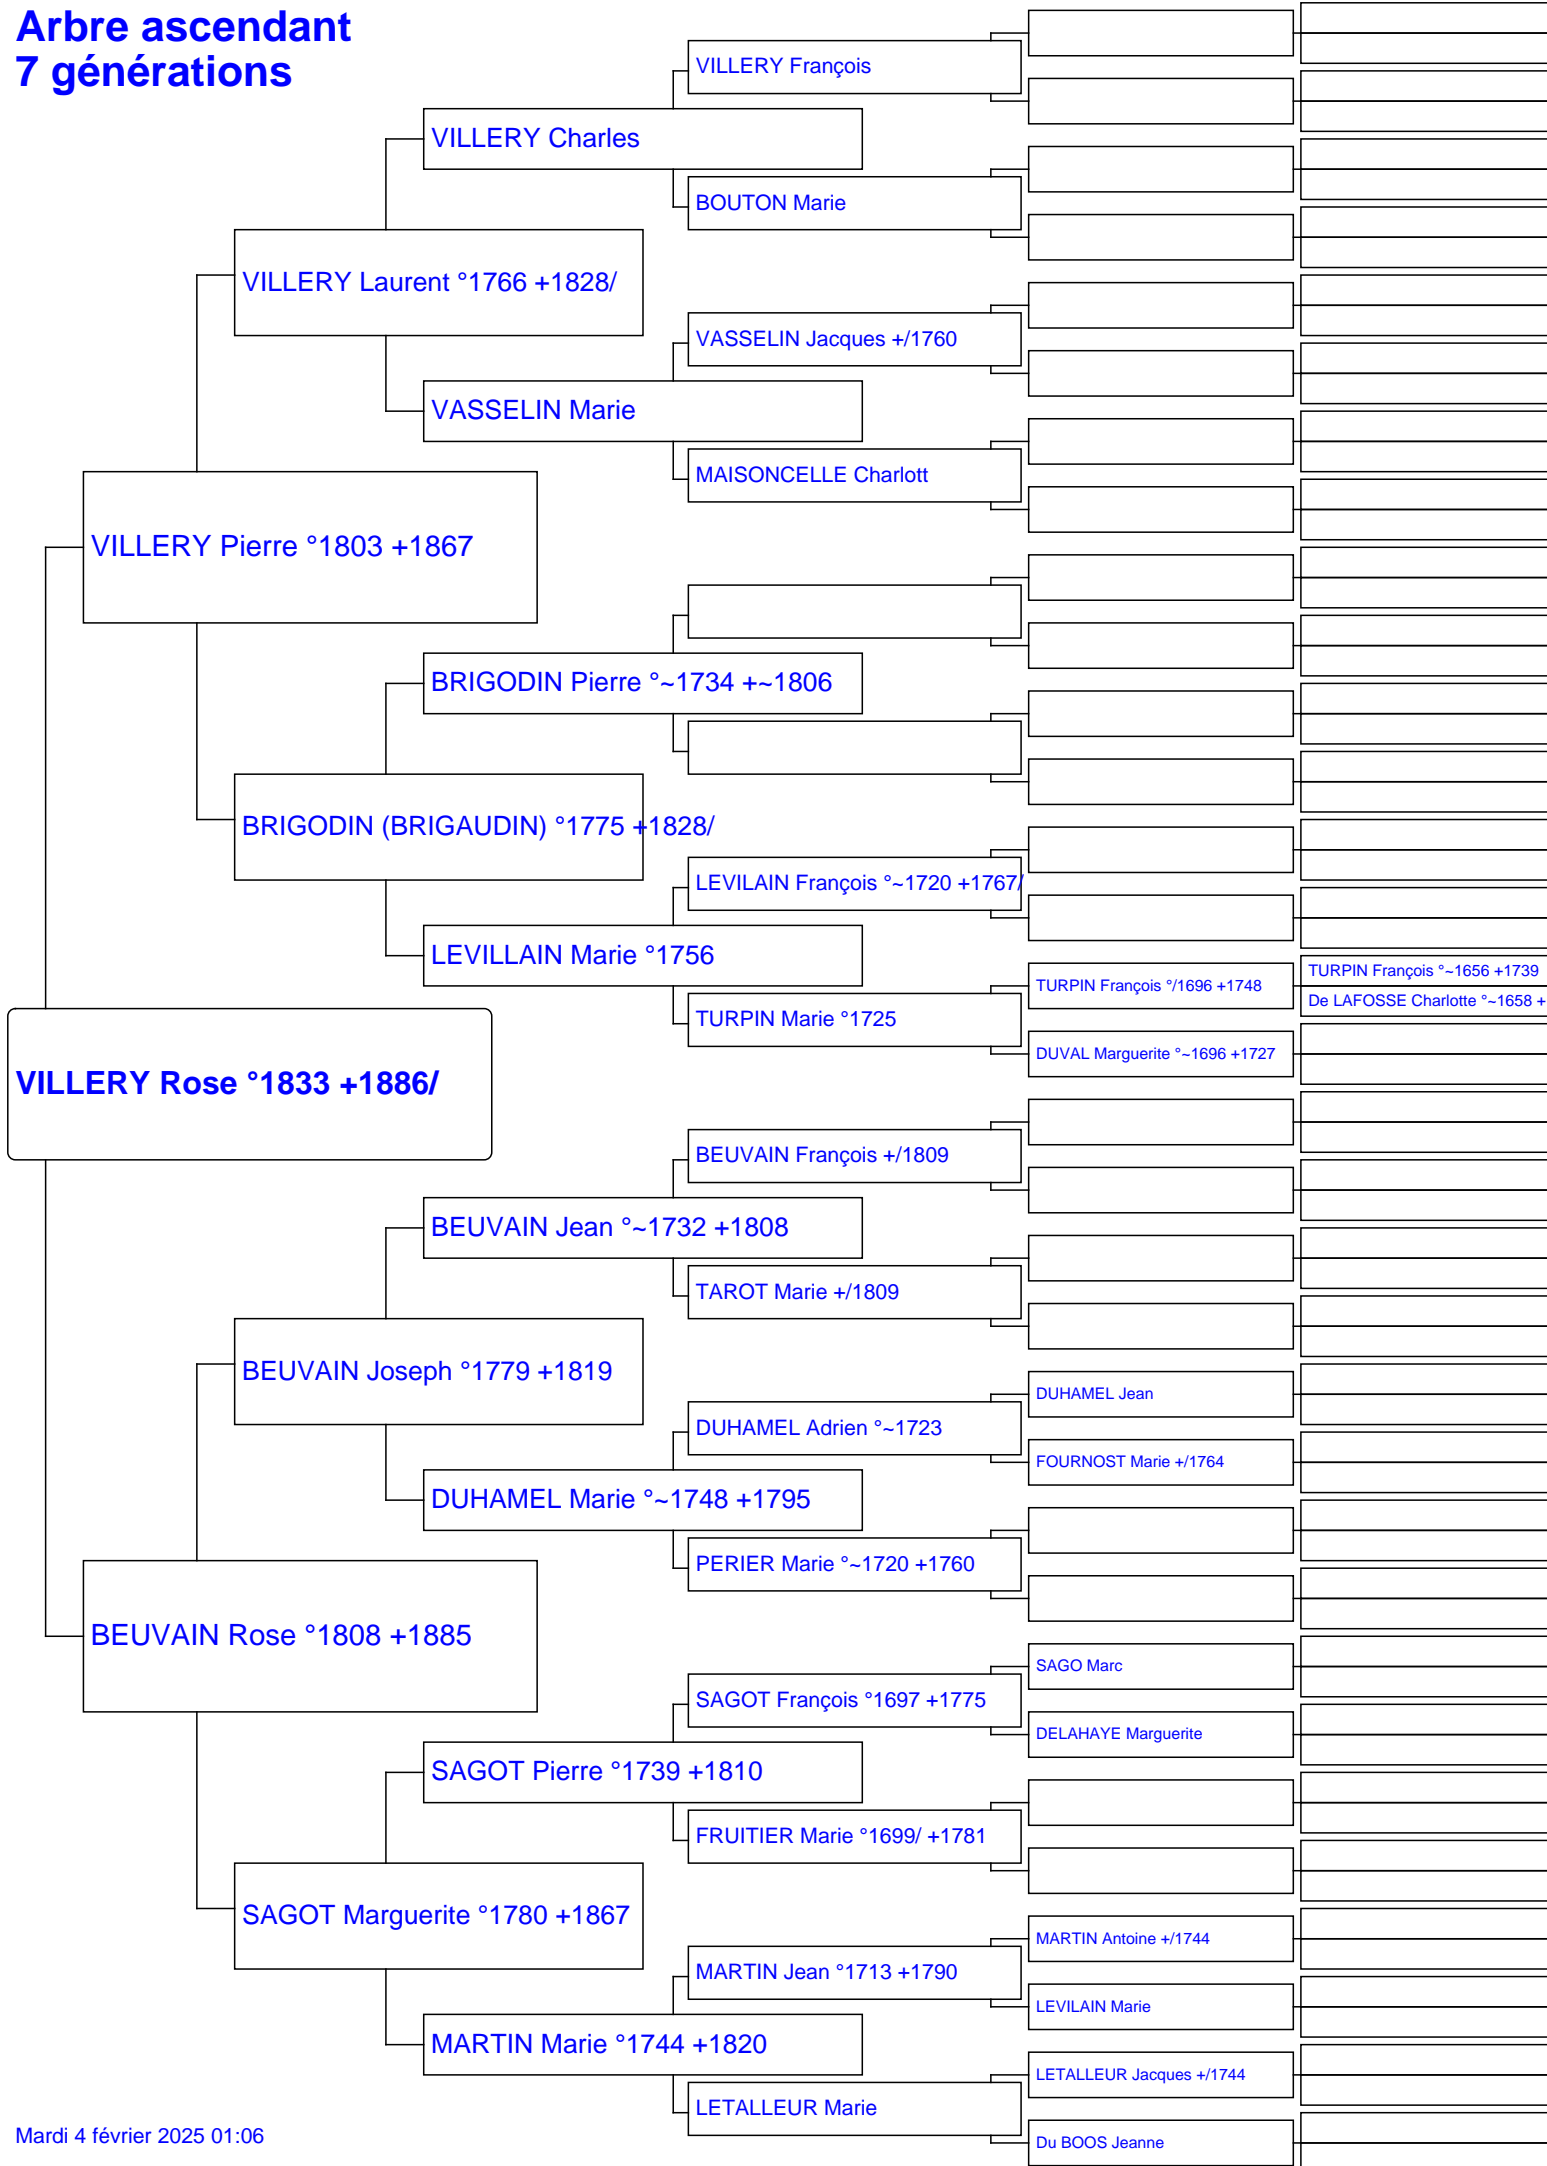 Arbre ascendant
7 générations
VILLERY François
VILLERY Charles
BOUTON Marie
VILLERY Laurent °1766 +1828/
VASSELIN Jacques +/1760
VASSELIN Marie
MAISONCELLE Charlott
VILLERY Pierre °1803 +1867
BRIGODIN Pierre °~1734 +~1806
BRIGODIN (BRIGAUDIN) °1775 +1828/
LEVILAIN François °~1720 +1767/
LEVILLAIN Marie °1756
TURPIN François °~1656 +1739
TURPIN François °/1696 +1748
De LAFOSSE Charlotte °~1658 +
TURPIN Marie °1725
DUVAL Marguerite °~1696 +1727
VILLERY Rose °1833 +1886/
BEUVAIN François +/1809
BEUVAIN Jean °~1732 +1808
TAROT Marie +/1809
BEUVAIN Joseph °1779 +1819
DUHAMEL Jean
DUHAMEL Adrien °~1723
FOURNOST Marie +/1764
DUHAMEL Marie °~1748 +1795
PERIER Marie °~1720 +1760
BEUVAIN Rose °1808 +1885
SAGO Marc
SAGOT François °1697 +1775
DELAHAYE Marguerite
SAGOT Pierre °1739 +1810
FRUITIER Marie °1699/ +1781
SAGOT Marguerite °1780 +1867
MARTIN Antoine +/1744
MARTIN Jean °1713 +1790
LEVILAIN Marie
MARTIN Marie °1744 +1820
LETALLEUR Jacques +/1744
LETALLEUR Marie
Du BOOS Jeanne
Mardi 4 février 2025 01:06